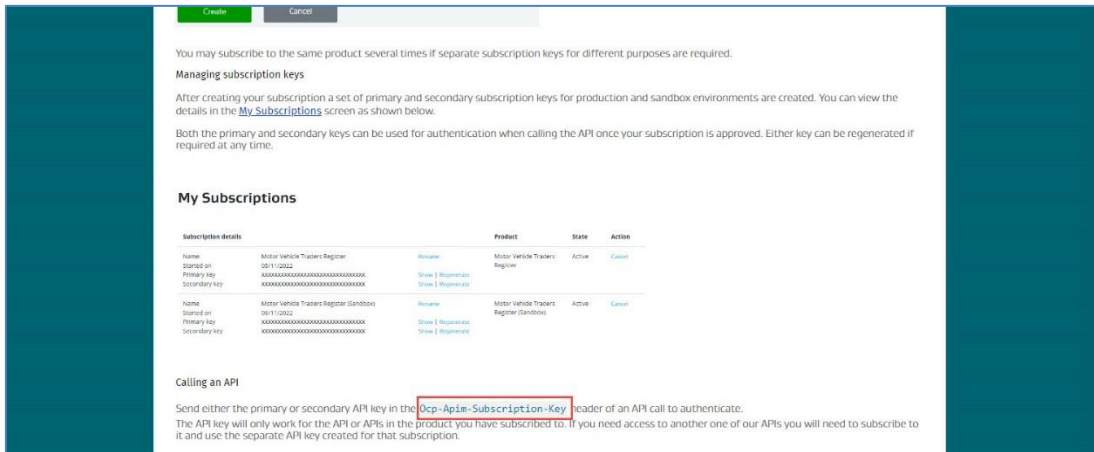 Create Cancel
You may subscribe to the same product several times if separate subscription keys for different purposes are required.
Managing subscription keys
After creating your subscription a set of primary and secondary subscription keys for production and sandbox environments are created. You can view the
details in the My Subscriptions screen as shown below.
Both the primary and secondary keys can be used for authentication when calling the API once your subscription is approved. Either key can be regenerated if
required at any time.
My Subscriptions
Subscription details Product State Action
Name Motor Vehicle Traders Register Rename Motor Vehicle Traders Active Cancel
Started on 08/11/2022 Register
Primary key XXXXXXXXXXXXXXXXXXXXXXXXXXXXXXXX Show | Regenerate
Secondary key XXXXXXXXXXXXXXXXXXXXXXXXXXXXXXXX Show | Regenerate
Name Motor Vehicle Traders Register (Sandbox) Rename Motor Vehicle Traders Active Cancel
Started on 08/11/2022 Register (Sandbox)
Primary key XXXXXXXXXXXXXXXXXXXXXXXXXXXXXXXX Show | Regenerate
Secondary key XXXXXXXXXXXXXXXXXXXXXXXXXXXXXXXX Show | Regenerate
Calling an API
Send either the primary or secondary API key in the Ocp-Apim-Subscription-Key header of an API call to authenticate.
The API key will only work for the API or APIs in the product you have subscribed to. If you need access to another one of our APIs you will need to subscribe to
it and use the separate API key created for that subscription.